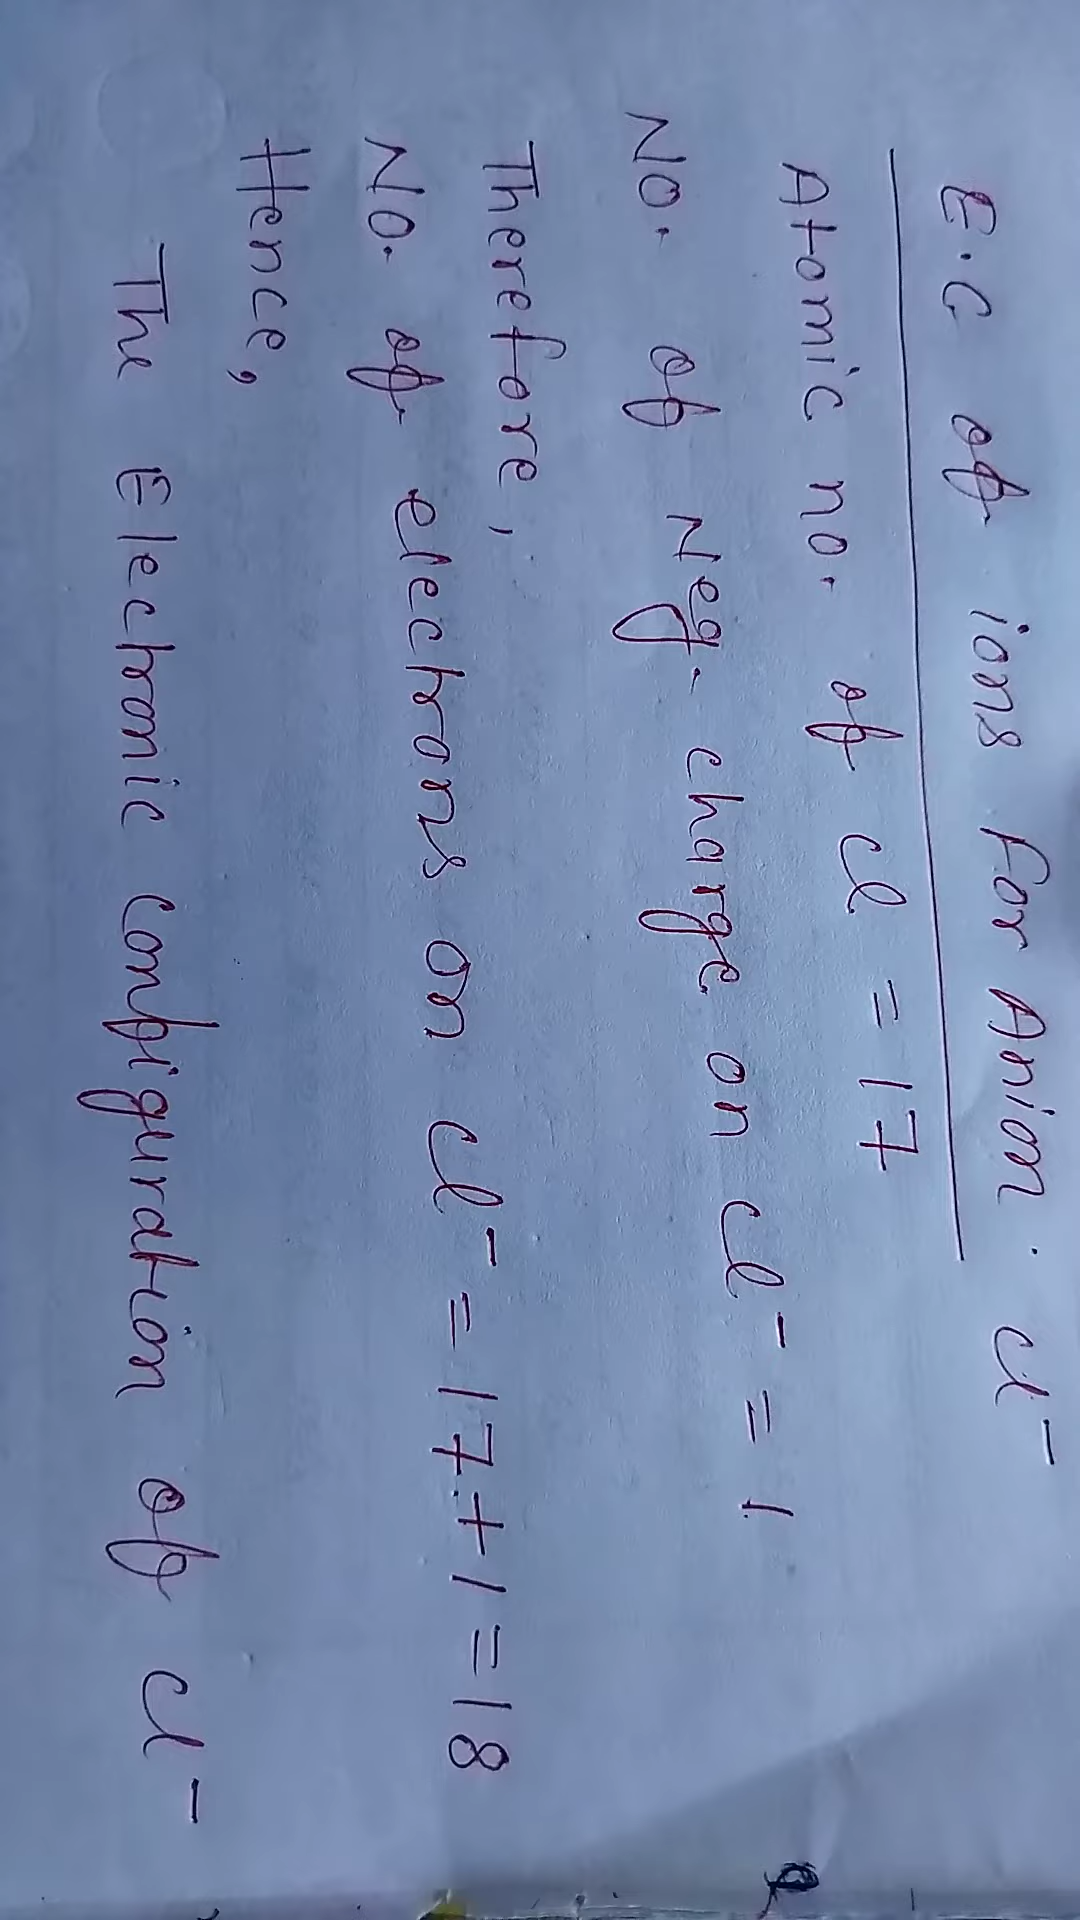 E.C of ions For Anion. Cl⁻
Atomic no. of Cl = 17
No. of Neg. charge on Cl⁻ = 1
Therefore,
No. of electrons on Cl⁻ = 17+1=18
Hence,
The Electronic configuration of Cl⁻